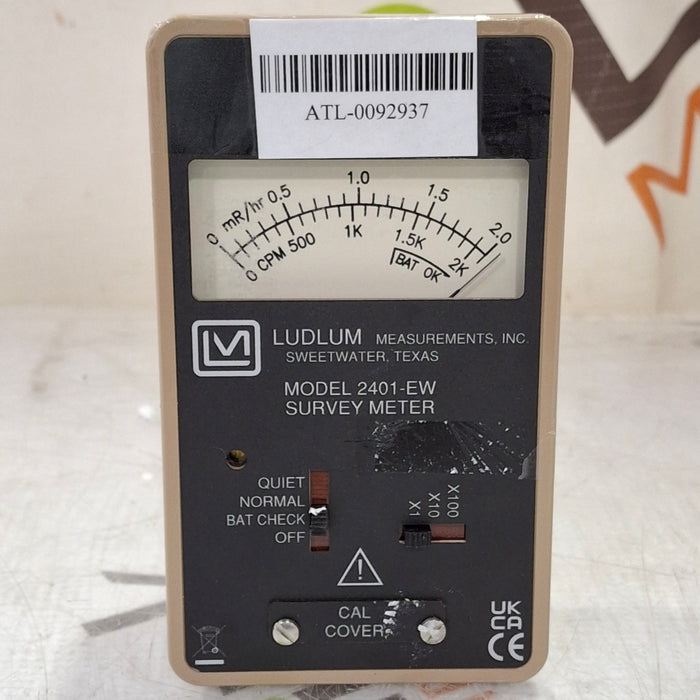 ATL-0092937
0 mR/hr 0.5 1.0 1.5 2.0
0 CPM 500 1K 1.5K 2K
BAT OK
LUDLUM MEASUREMENTS, INC.
SWEETWATER, TEXAS
MODEL 2401-EW
SURVEY METER
QUIET
NORMAL
BAT CHECK
OFF
X1 X10 X100
CAL
COVER
UK
CA
CE